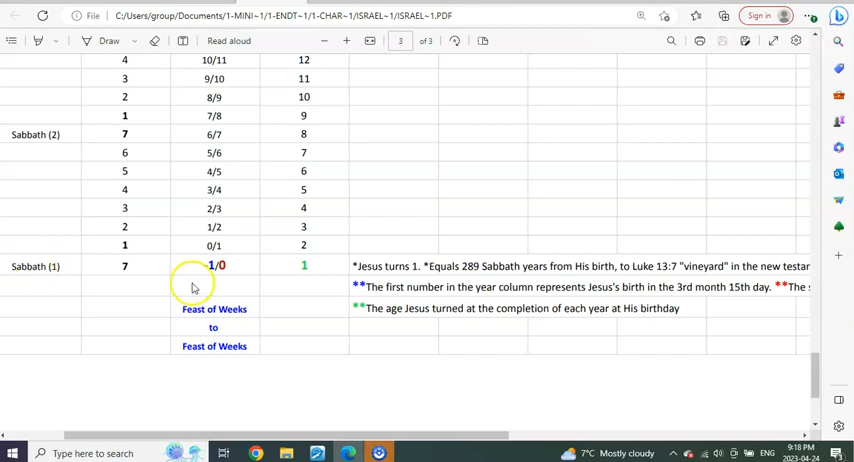 File C:/Users/group/Documents/1-MINI~1/1-ENDT~1/1-CHAR~1/ISRAEL~1/ISRAEL~1.PDF Sign in
Draw Read aloud 3 of 3
4 10/11 12
3 9/10 11
2 8/9 10
1 7/8 9
Sabbath (2) 7 6/7 8
6 5/6 7
5 4/5 6
4 3/4 5
3 2/3 4
2 1/2 3
1 0/1 2
Sabbath (1) 7 -1/0 1 *Jesus turns 1. *Equals 289 Sabbath years from His birth, to Luke 13:7 "vineyard" in the new testar
**The first number in the year column represents Jesus's birth in the 3rd month 15th day. **The s
Feast of Weeks **The age Jesus turned at the completion of each year at His birthday
to
Feast of Weeks
Type here to search 7°C Mostly cloudy ENG 9:18 PM
2023-04-24